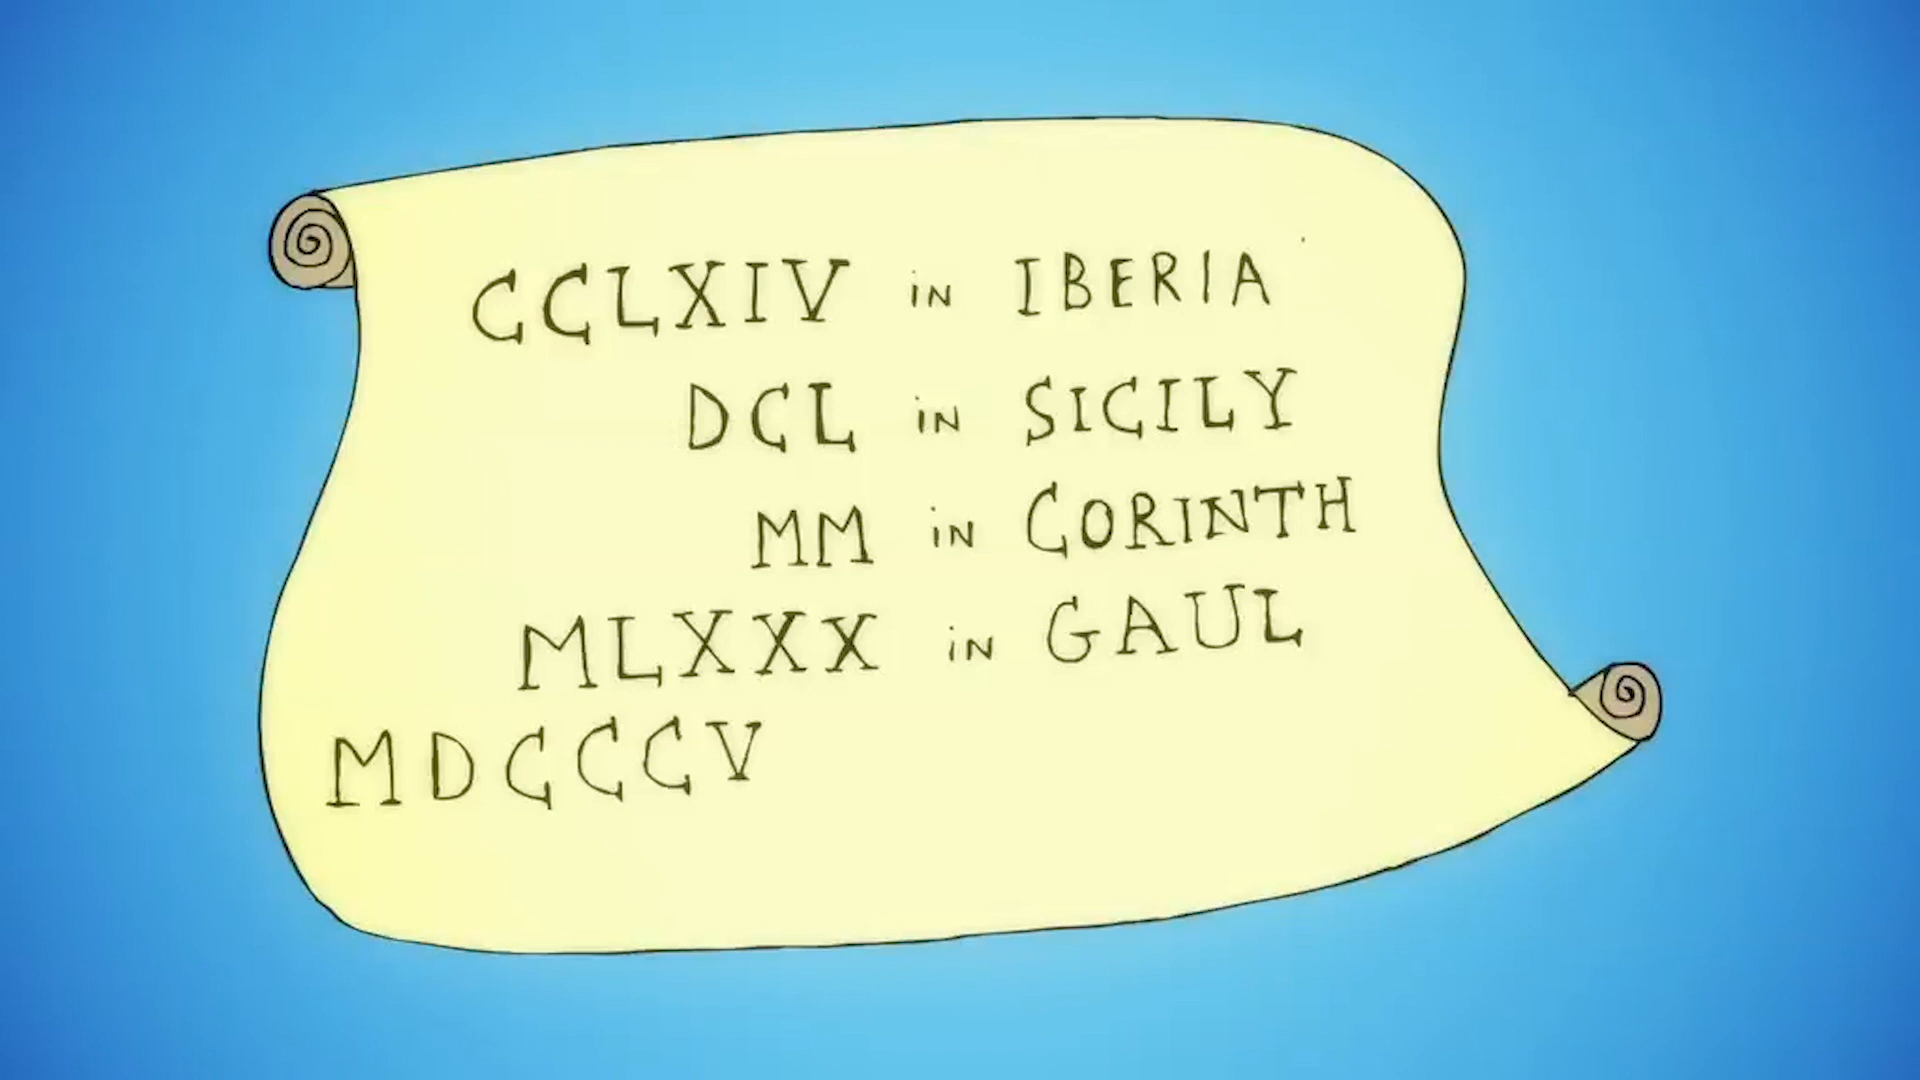 CCLXIV in IBERIA
DCL in SICILY
MM in CORINTH
MLXXX in GAUL
MDCCCV